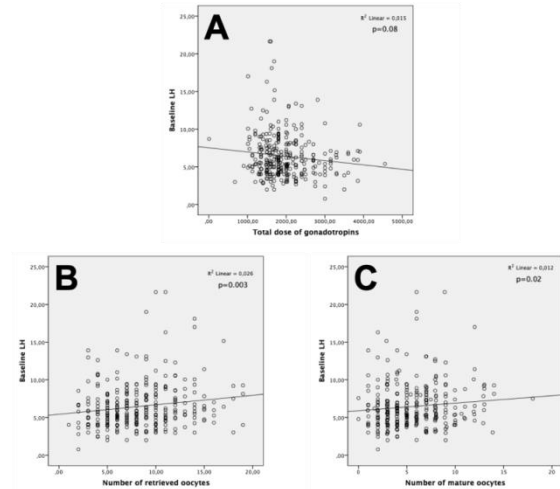 A
R² Linear = 0,015
p=0.08
Baseline LH
25,00
20,00
15,00
10,00
5,00
,00
,00 1000,00 2000,00 3000,00 4000,00 5000,00
Total dose of gonadotropins
B
R² Linear = 0,026
p=0.003
Baseline LH
25,00
20,00
15,00
10,00
5,00
,00
,00 5,00 10,00 15,00 20,00
Number of retrieved oocytes
C
R² Linear = 0,012
p=0.02
Baseline LH
25,00
20,00
15,00
10,00
5,00
,00
0 5 10 15 20
Number of mature oocytes